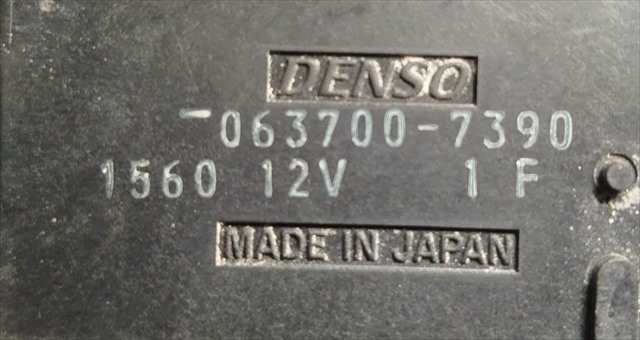 DENSO
063700-7390
1560 12V 1 F
MADE IN JAPAN